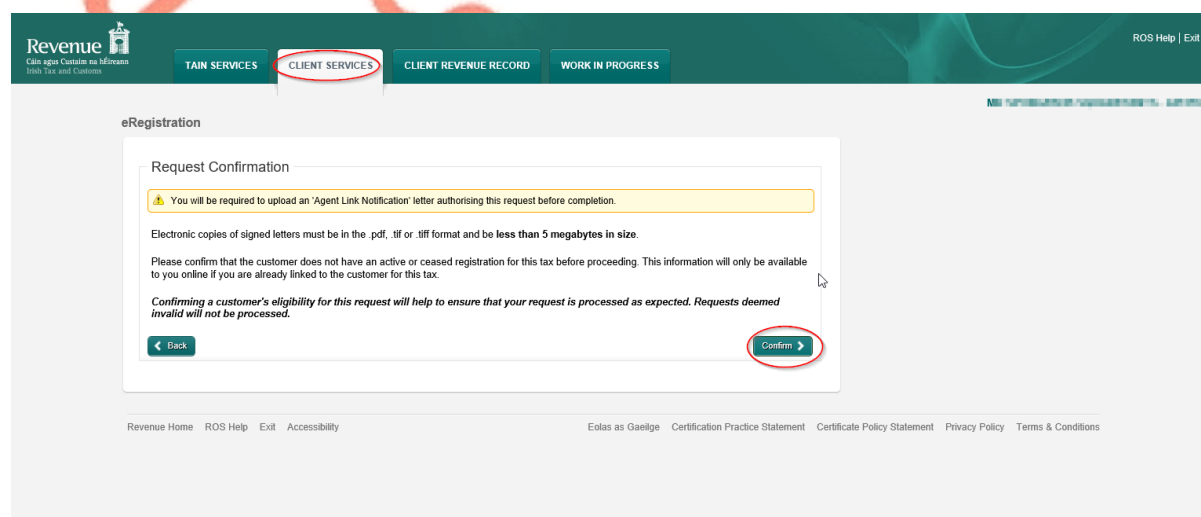 ROS Help | Exit
Revenue
Cáin agus Custaim na hÉireann
Irish Tax and Customs
TAIN SERVICES
CLIENT SERVICES
CLIENT REVENUE RECORD
WORK IN PROGRESS
eRegistration
Request Confirmation
You will be required to upload an 'Agent Link Notification' letter authorising this request before completion.
Electronic copies of signed letters must be in the .pdf, .tif or .tiff format and be less than 5 megabytes in size.
Please confirm that the customer does not have an active or ceased registration for this tax before proceeding. This information will only be available
to you online if you are already linked to the customer for this tax.
Confirming a customer's eligibility for this request will help to ensure that your request is processed as expected. Requests deemed
invalid will not be processed.
Back
Confirm
Revenue Home ROS Help Exit Accessibility
Eolas as Gaeilge Certification Practice Statement Certificate Policy Statement Privacy Policy Terms & Conditions